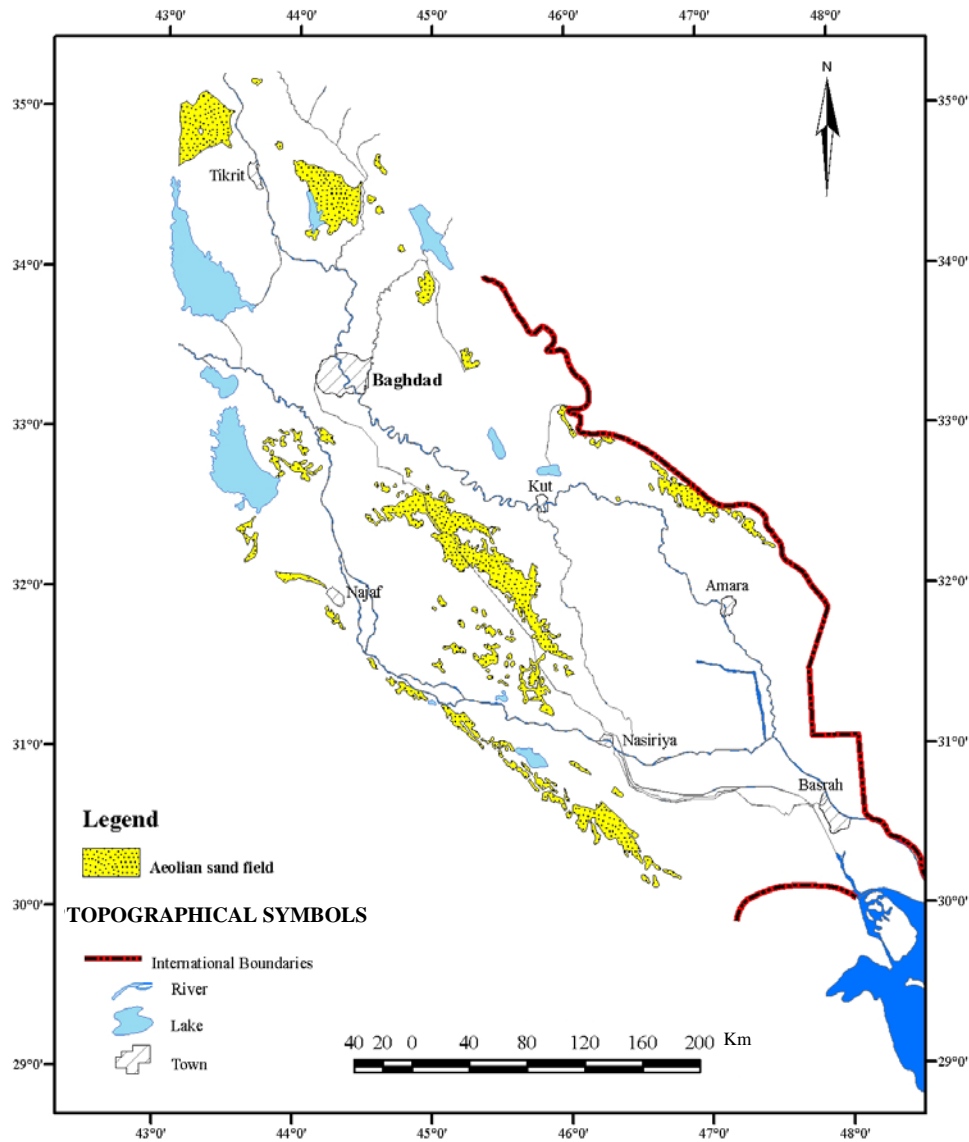 43°0' 44°0' 45°0' 46°0' 47°0' 48°0'
N
35°0' 35°0'
Tikrit
34°0' 34°0'
Baghdad
33°0' 33°0'
Kut
32°0' 32°0'
Najaf
Amara
31°0' 31°0'
Nasiriya
Basrah
Legend
Aeolian sand field
30°0' 30°0'
TOPOGRAPHICAL SYMBOLS
International Boundaries
River
Lake
Town
40 20 0 40 80 120 160 200 Km
29°0' 29°0'
43°0' 44°0' 45°0' 46°0' 47°0' 48°0'